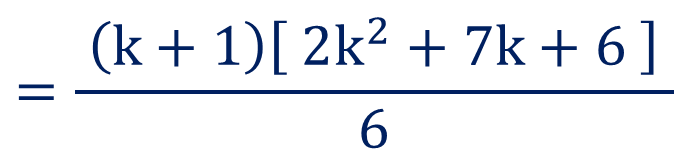 = (k + 1)[ 2k² + 7k + 6 ]
6